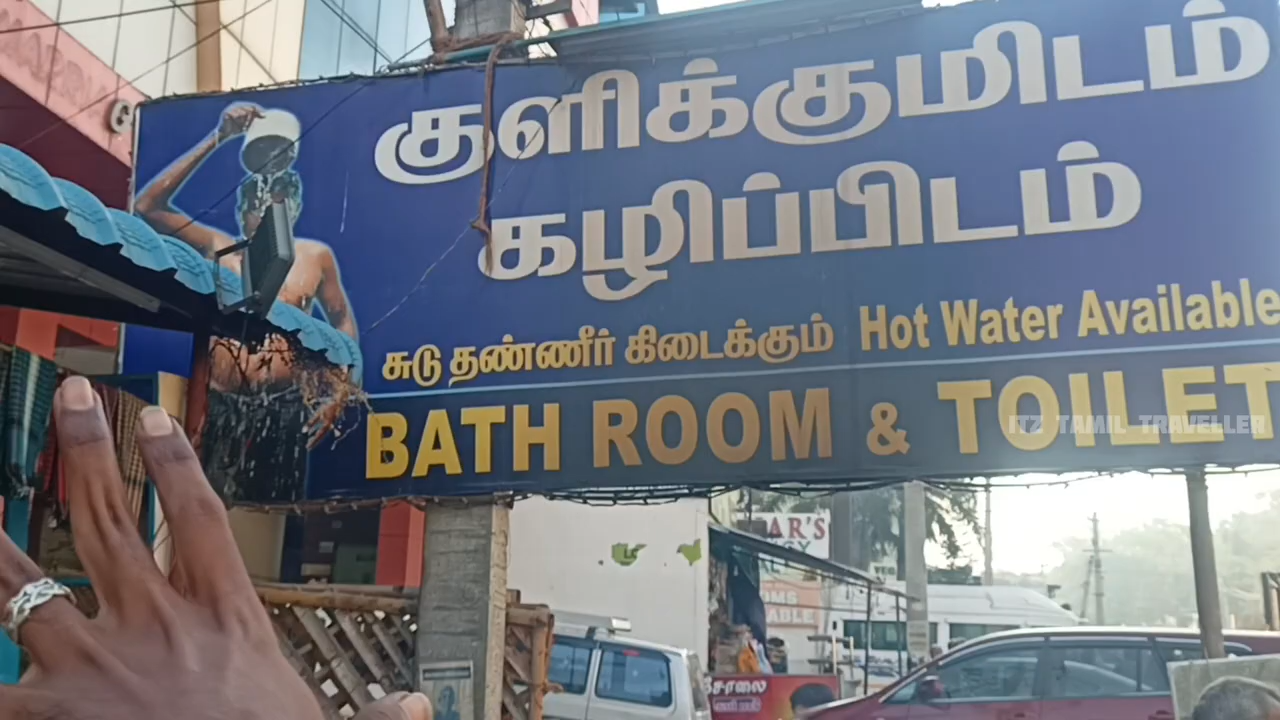 குளிக்குமிடம்
கழிப்பிடம்
சுடு தண்ணீர் கிடைக்கும் Hot Water Available
BATH ROOM & TOILET
ITZ TAMIL TRAVELLER